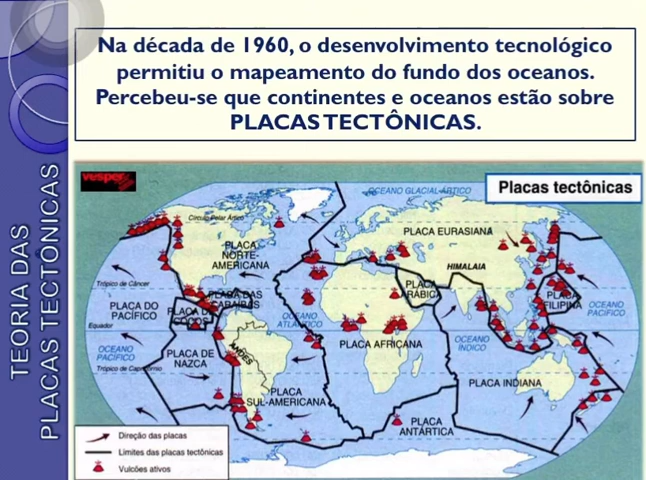 Na década de 1960, o desenvolvimento tecnológico
permitiu o mapeamento do fundo dos oceanos.
Percebeu-se que continentes e oceanos estão sobre
PLACAS TECTÔNICAS.
TEORIA DAS
PLACAS TECTONICAS
vesper
Placas tectônicas
OCEANO GLACIAL ÁRTICO
Círculo Polar Ártico
PLACA EURASIANA
PLACA
NORTE-
AMERICANA
HIMALAIA
Trópico de Câncer
PLACA DAS
CARAÍBAS
PLACA
ARÁBICA
PLACA
FILIPINA
PLACA DO
PACÍFICO
PLACA DE
COCOS
OCEANO
ATLÂNTICO
OCEANO
PACÍFICO
Equador
PLACA AFRICANA
OCEANO
ÍNDICO
OCEANO
PACÍFICO
PLACA DE
NAZCA
ANDES
Trópico de Capricórnio
PLACA INDIANA
PLACA
SUL-AMERICANA
PLACA
ANTÁRTICA
Direção das placas
Limites das placas tectônicas
Vulcões ativos